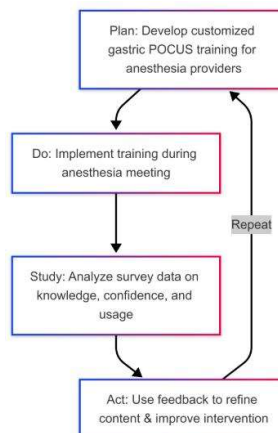 Plan: Develop customized
gastric POCUS training for
anesthesia providers
Do: Implement training during
anesthesia meeting
Repeat
Study: Analyze survey data on
knowledge, confidence, and
usage
Act: Use feedback to refine
content & improve intervention